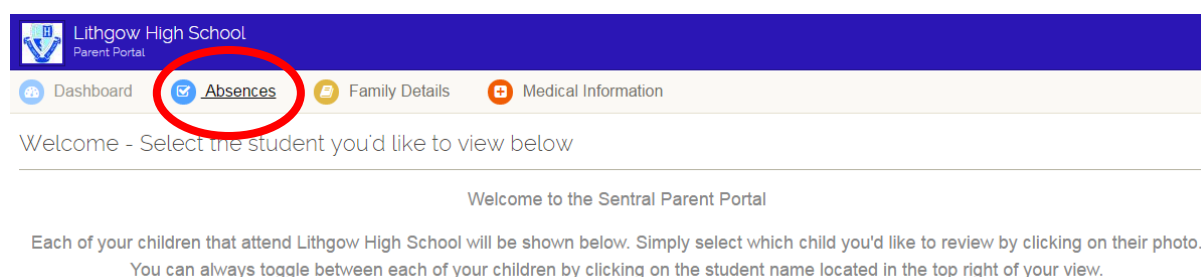 Lithgow High School
Parent Portal
Dashboard Absences Family Details Medical Information
Welcome - Select the student you'd like to view below
Welcome to the Sentral Parent Portal
Each of your children that attend Lithgow High School will be shown below. Simply select which child you'd like to review by clicking on their photo.
You can always toggle between each of your children by clicking on the student name located in the top right of your view.